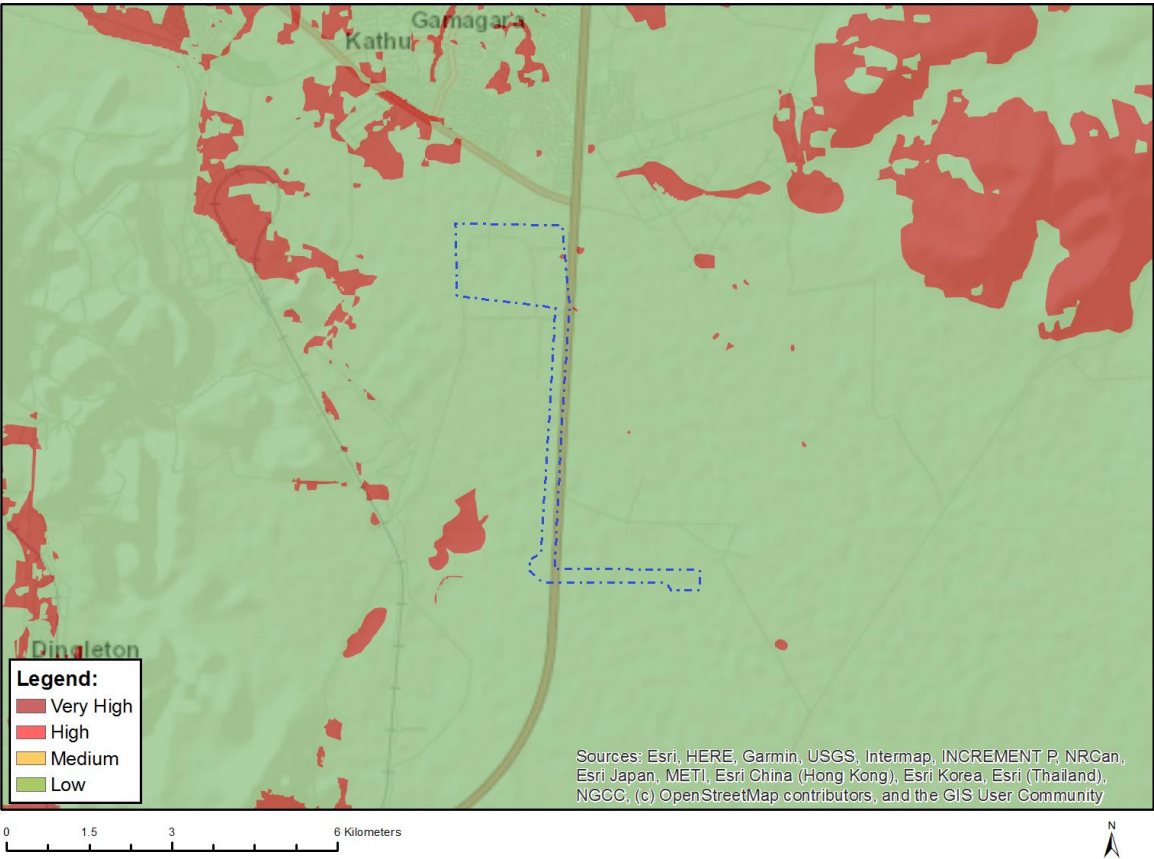 Gamagara
Kathu
Dingleton
Legend:
Very High
High
Medium
Low
Sources: Esri, HERE, Garmin, USGS, Intermap, INCREMENT P, NRCan,
Esri Japan, METI, Esri China (Hong Kong), Esri Korea, Esri (Thailand),
NGCC, (c) OpenStreetMap contributors, and the GIS User Community
0 1.5 3 6 Kilometers
N